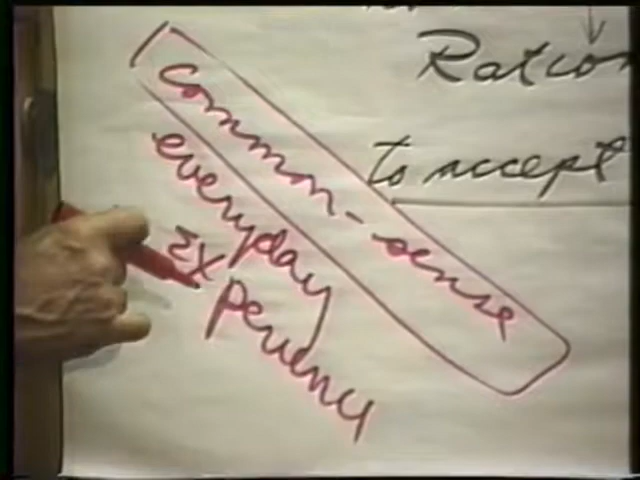 Ration
to accept
common-sense
everyday
Experience